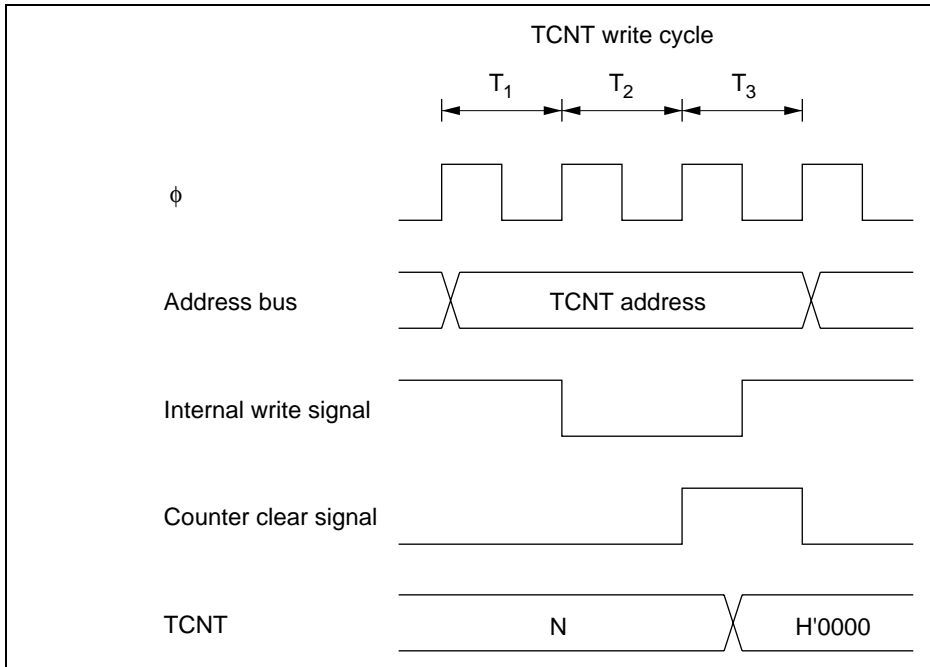 TCNT write cycle
T1 T2 T3
φ
Address bus
TCNT address
Internal write signal
Counter clear signal
TCNT
N
H'0000